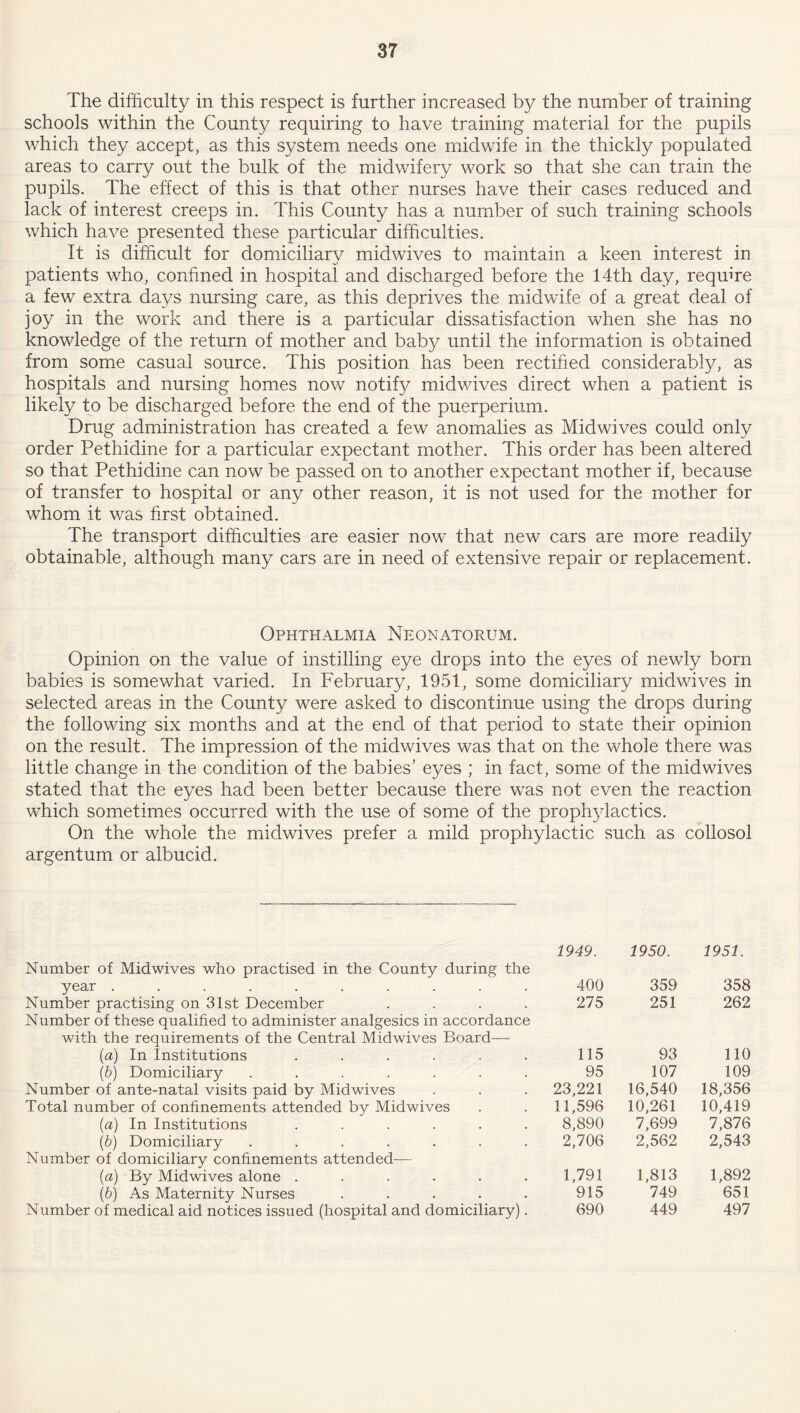 37
The difficulty in this respect is further increased by the number of training
schools within the County requiring to have training material for the pupils
which they accept, as this system needs one midwife in the thickly populated
areas to carry out the bulk of the midwifery work so that she can train the
pupils. The effect of this is that other nurses have their cases reduced and
lack of interest creeps in. This County has a number of such training schools
which have presented these particular difficulties.
It is difficult for domiciliary midwives to maintain a keen interest in
patients who, confined in hospital and discharged before the 14th day, require
a few extra days nursing care, as this deprives the midwife of a great deal of
joy in the work and there is a particular dissatisfaction when she has no
knowledge of the return of mother and baby until the information is obtained
from some casual source. This position has been rectified considerably, as
hospitals and nursing homes now notify midwives direct when a patient is
likely to be discharged before the end of the puerperium.
Drug administration has created a few anomalies as Midwives could only
order Pethidine for a particular expectant mother. This order has been altered
so that Pethidine can now be passed on to another expectant mother if, because
of transfer to hospital or any other reason, it is not used for the mother for
whom it was first obtained.
The transport difficulties are easier now that new cars are more readily
obtainable, although many cars are in need of extensive repair or replacement.
OPHTHALMIA NEONATORUM.
Opinion on the value of instilling eye drops into the eyes of newly born
babies is somewhat varied. In February, 1951, some domiciliary midwives in
selected areas in the County were asked to discontinue using the drops during
the following six months and at the end of that period to state their opinion
on the result. The impression of the midwives was that on the whole there was
little change in the condition of the babies' eyes ; in fact, some of the midwives
stated that the eyes had been better because there was not even the reaction
which sometimes occurred with the use of some of the prophylactics.
On the whole the midwives prefer a mild prophylactic such as collosol
argentum or albucid.
1949. 1950. 1951.
Number of Midwives who practised in the County during the
year . . . . . . . . . . 400 359 358
Number practising on 31st December . . . . 275 251 262
Number of these qualified to administer analgesics in accordance
with the requirements of the Central Midwives Board—
(a) In Institutions . . . . . . 115 93 110
(b) Domiciliary . . . . . . . 95 107 109
Number of ante-natal visits paid by Midwives . . . 23,221 16,540 18,356
Total number of confinements attended by Midwives . . 11,596 10,261 10,419
(a) In Institutions . . . . . . 8,890 7,699 7,876
(b) Domiciliary . . . . . . . 2,706 2,562 2,543
Number of domiciliary confinements attended—
(a) By Midwives alone . . . . . . 1,791 1,813 1,892
(b) As Maternity Nurses . . . . . 915 749 651
Number of medical aid notices issued (hospital and domiciliary) . 690 449 497